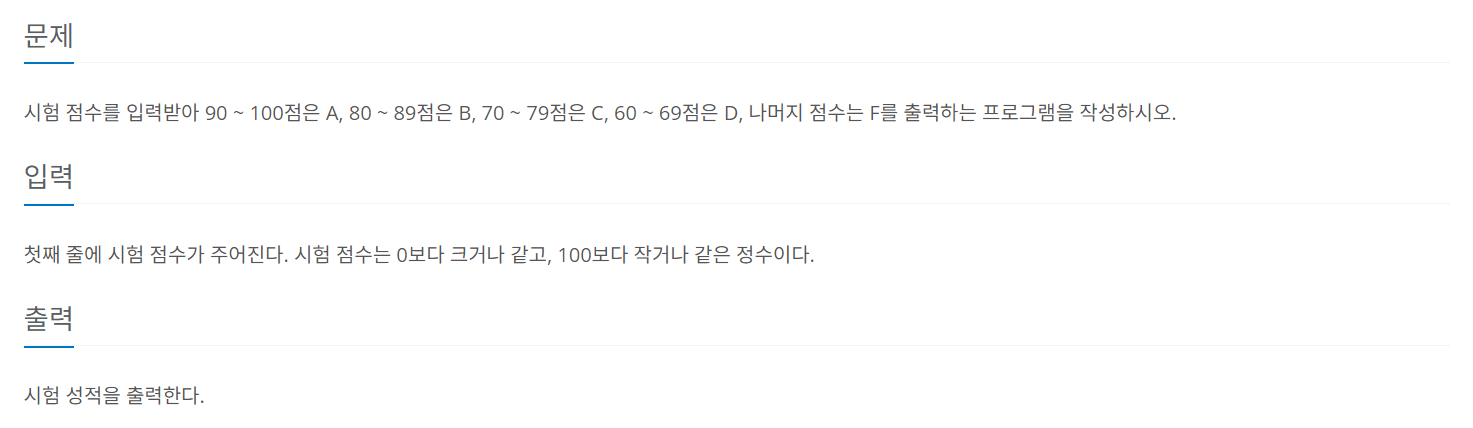 문제
시험 점수를 입력받아 90 ~ 100점은 A, 80 ~ 89점은 B, 70 ~ 79점은 C, 60 ~ 69점은 D, 나머지 점수는 F를 출력하는 프로그램을 작성하시오.
입력
첫째 줄에 시험 점수가 주어진다. 시험 점수는 0보다 크거나 같고, 100보다 작거나 같은 정수이다.
출력
시험 성적을 출력한다.